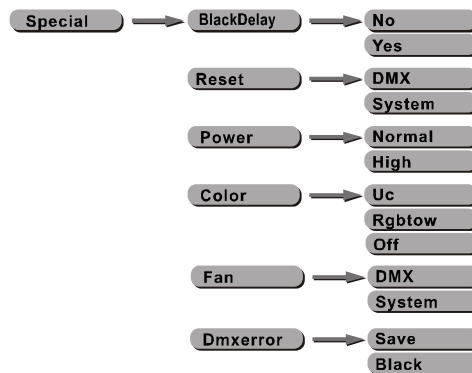 Special
BlackDelay
No
Yes
Reset
DMX
System
Power
Normal
High
Color
Uc
Rgbtow
Off
Fan
DMX
System
Dmxerror
Save
Black